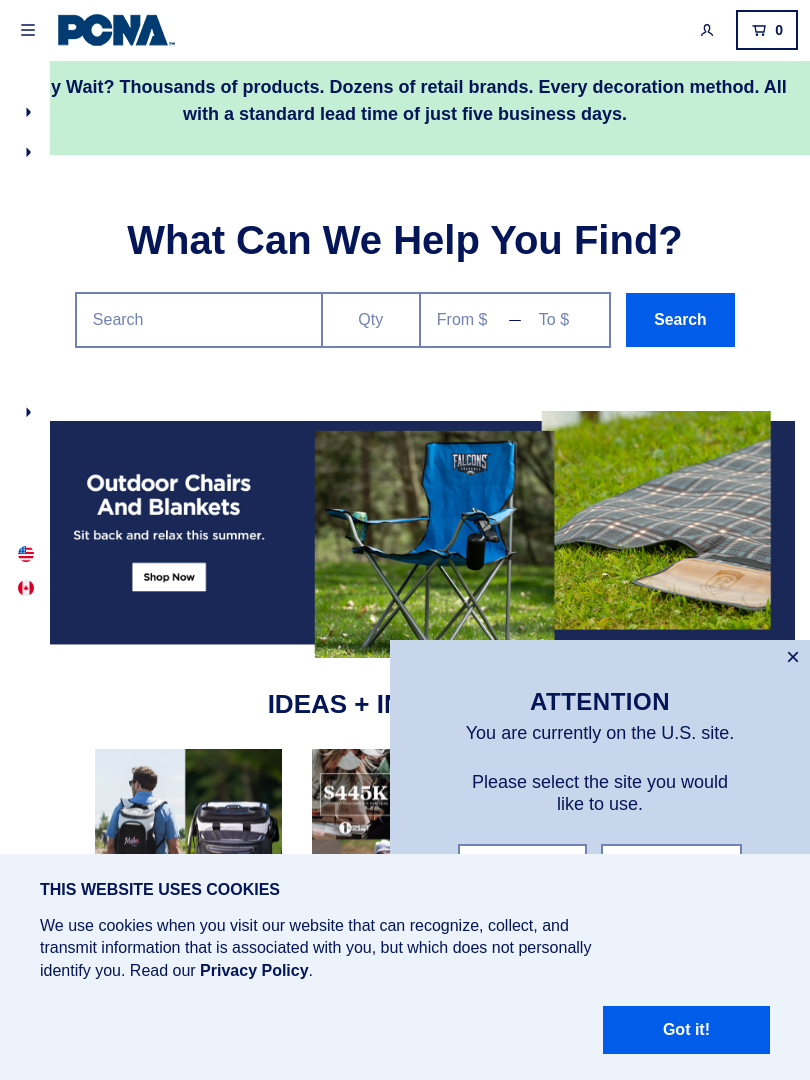 PCNA
0
y Wait? Thousands of products. Dozens of retail brands. Every decoration method. All
with a standard lead time of just five business days.
What Can We Help You Find?
Search
Qty
From $ — To $
Search
Outdoor Chairs
And Blankets
Sit back and relax this summer.
Shop Now
FALCONS
IDEAS + I
$445K
ATTENTION
You are currently on the U.S. site.
Please select the site you would
like to use.
THIS WEBSITE USES COOKIES
We use cookies when you visit our website that can recognize, collect, and
transmit information that is associated with you, but which does not personally
identify you. Read our Privacy Policy.
Got it!